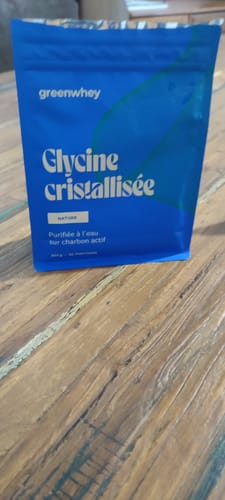 greenwhey
Glycine
cristallisée
NATURE
Purifiée à l'eau
Sur charbon actif